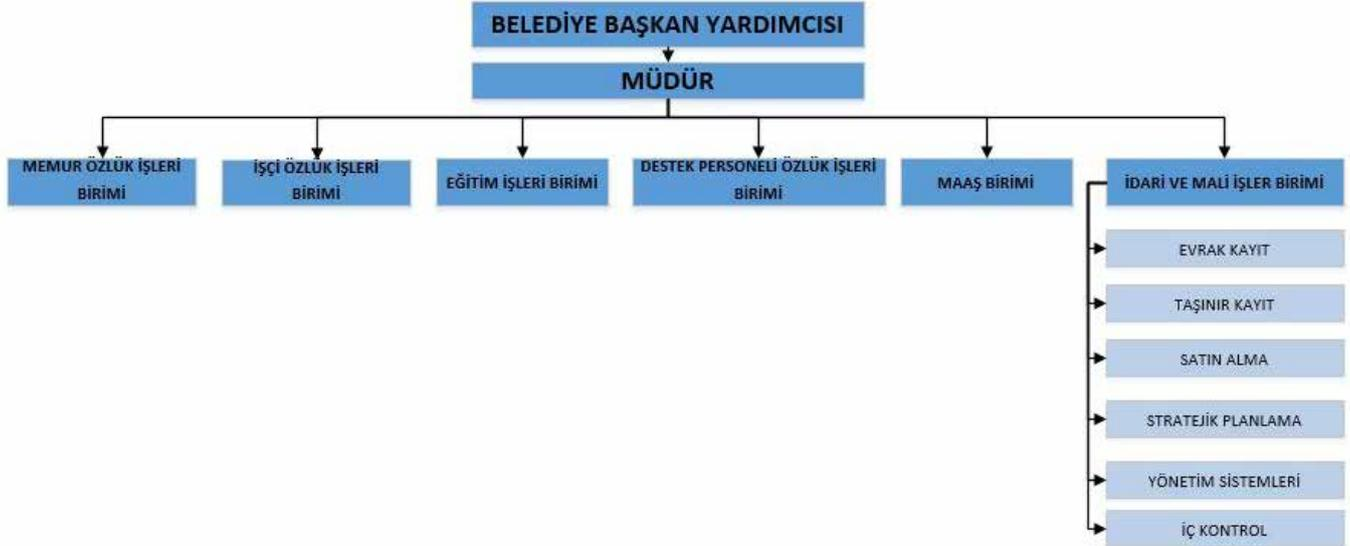 BELEDİYE BAŞKAN YARDIMCISI
MÜDÜR
MEMUR ÖZLÜK İŞLERİ
BİRİMİ
İŞÇİ ÖZLÜK İŞLERİ
BİRİMİ
EĞİTİM İŞLERİ BİRİMİ
DESTEK PERSONELİ ÖZLÜK İŞLERİ
BİRİMİ
MAAŞ BİRİMİ
İDARİ VE MALİ İŞLER BİRİMİ
EVRAK KAYIT
TAŞINIR KAYIT
SATIN ALMA
STRATEJİK PLANLAMA
YÖNETİM SİSTEMLERİ
İÇ KONTROL